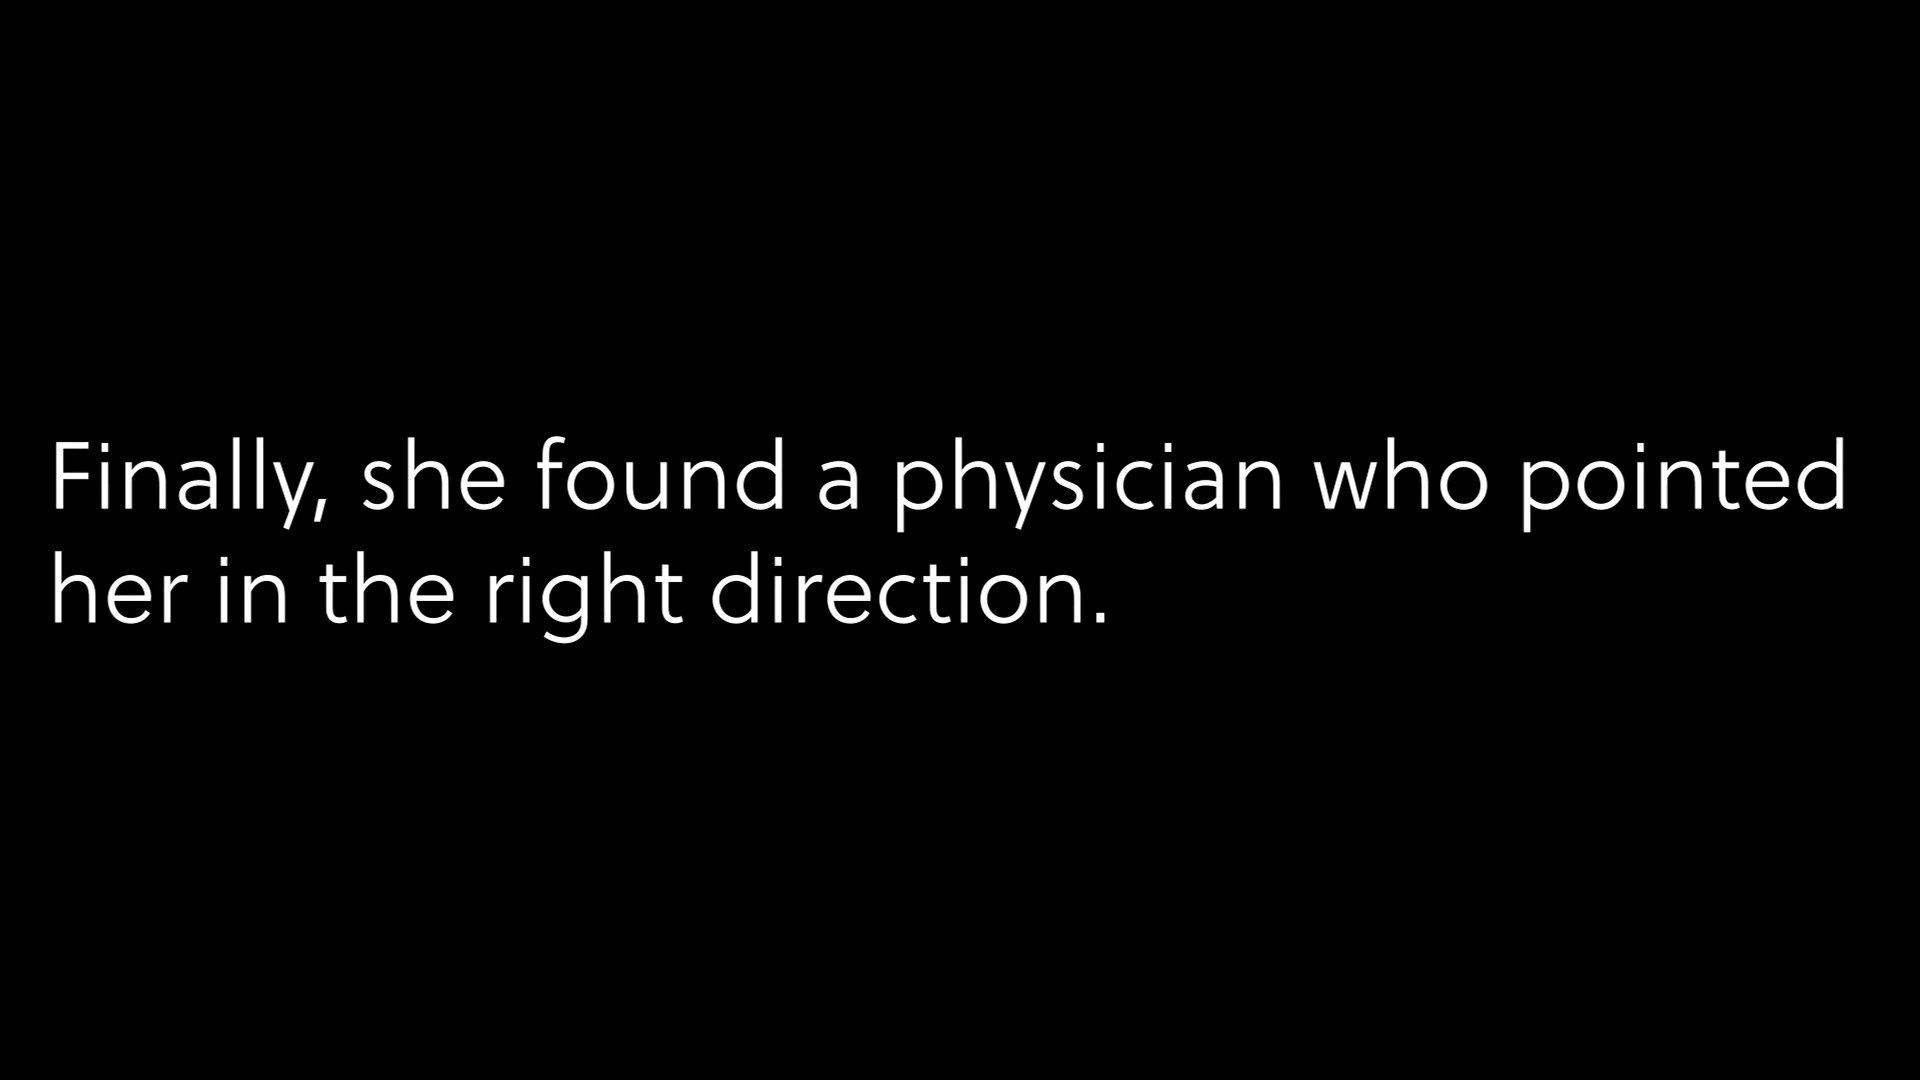 Finally, she found a physician who pointed
her in the right direction.